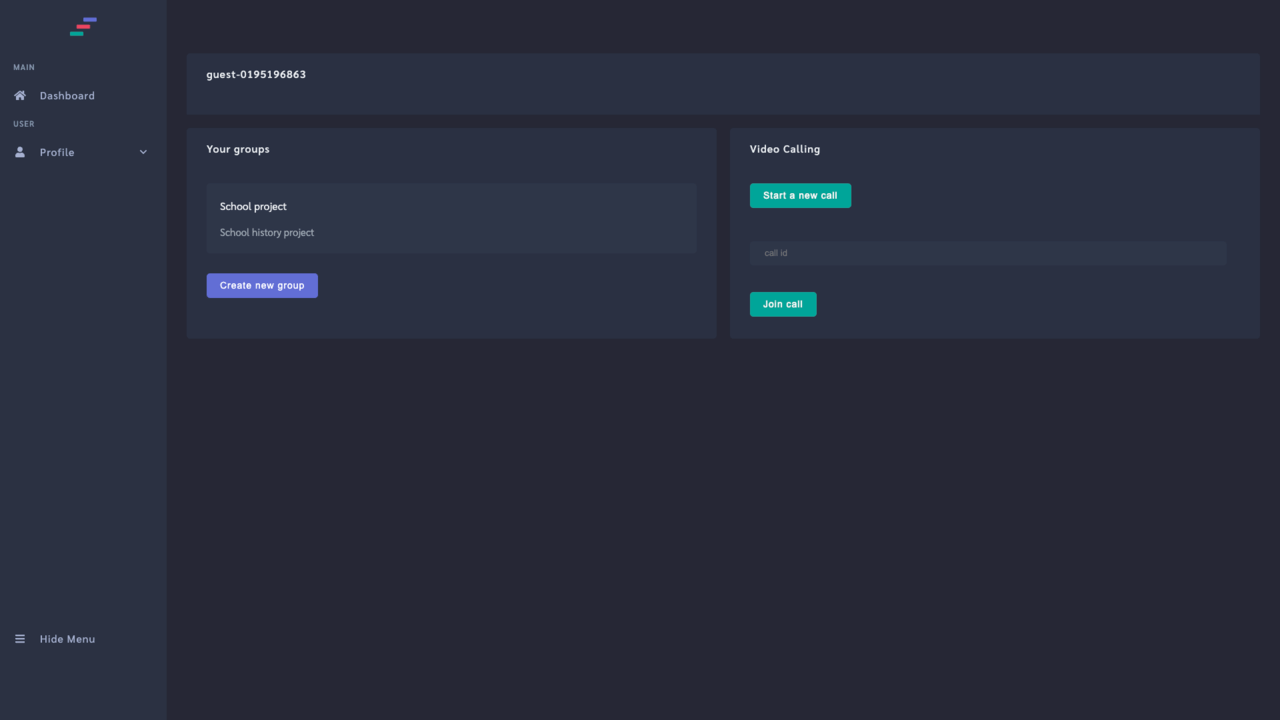 MAIN
Dashboard
USER
Profile
Hide Menu
guest-0195196863
Your groups
School project
School history project
Create new group
Video Calling
Start a new call
call id
Join call